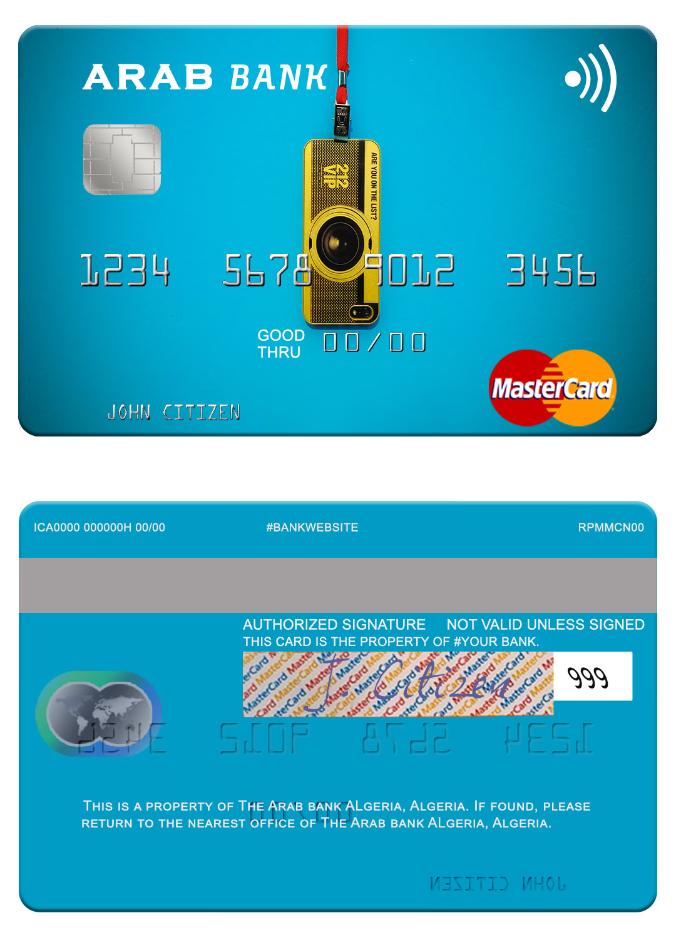 ARAB BANK
ARE YOU ON THE LIST?
VIP
1234 5678 9012 3456
GOOD THRU 00/00
JOHN CITIZEN
MasterCard
ICA0000 000000H 00/00 #BANKWEBSITE RPMMCN00
AUTHORIZED SIGNATURE NOT VALID UNLESS SIGNED
THIS CARD IS THE PROPERTY OF #YOUR BANK.
J Citizen
999
THIS IS A PROPERTY OF THE ARAB BANK ALGERIA, ALGERIA. IF FOUND, PLEASE
RETURN TO THE NEAREST OFFICE OF THE ARAB BANK ALGERIA, ALGERIA.
JOHN CITIZEN